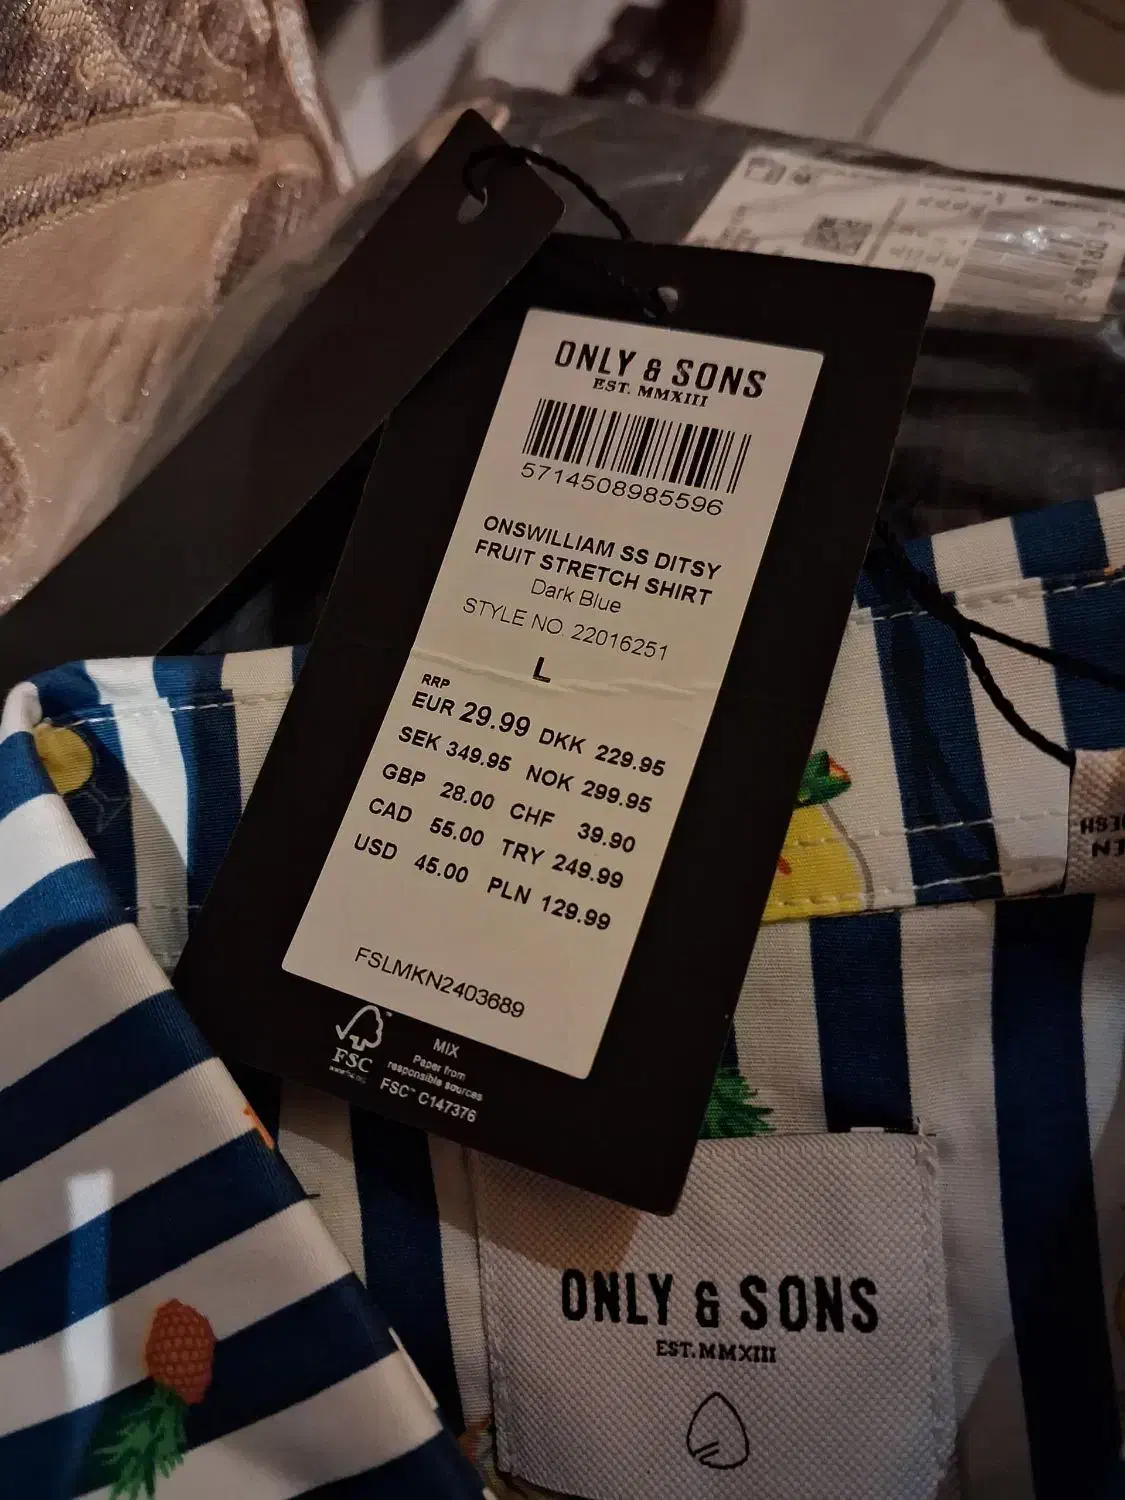 ONLY & SONS
EST. MMXIII
5714508985596
ONSWILLIAM SS DITSY
FRUIT STRETCH SHIRT
Dark Blue
STYLE NO. 22016251
L
RRP
EUR 29.99 DKK 229.95
SEK 349.95 NOK 299.95
GBP 28.00 CHF 39.90
CAD 55.00 TRY 249.99
USD 45.00 PLN 129.99
FSLMKN2403689
FSC
MIX
Paper from
responsible sources
FSC™ C147376
ONLY & SONS
EST. MMXIII